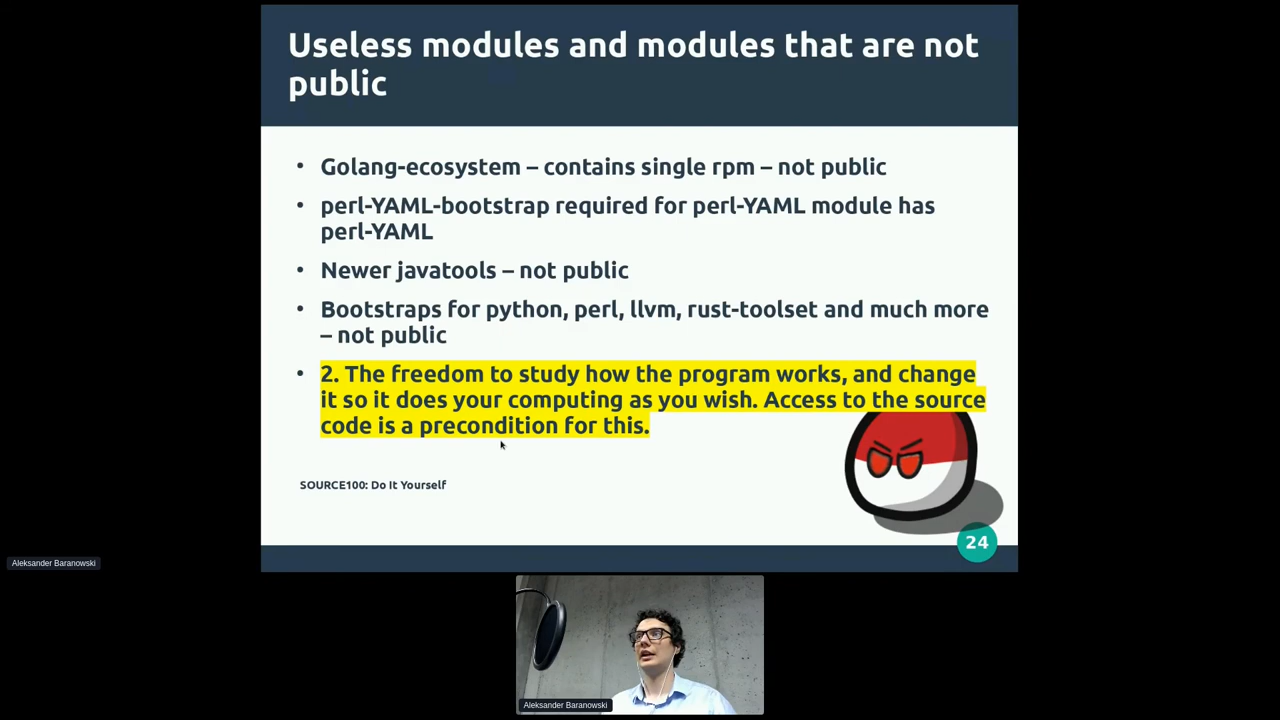 Useless modules and modules that are not
public
• Golang-ecosystem – contains single rpm – not public
• perl-YAML-bootstrap required for perl-YAML module has
perl-YAML
• Newer javatools – not public
• Bootstraps for python, perl, llvm, rust-toolset and much more
– not public
• 2. The freedom to study how the program works, and change
it so it does your computing as you wish. Access to the source
code is a precondition for this.
SOURCE100: Do It Yourself
24
Aleksander Baranowski
Aleksander Baranowski